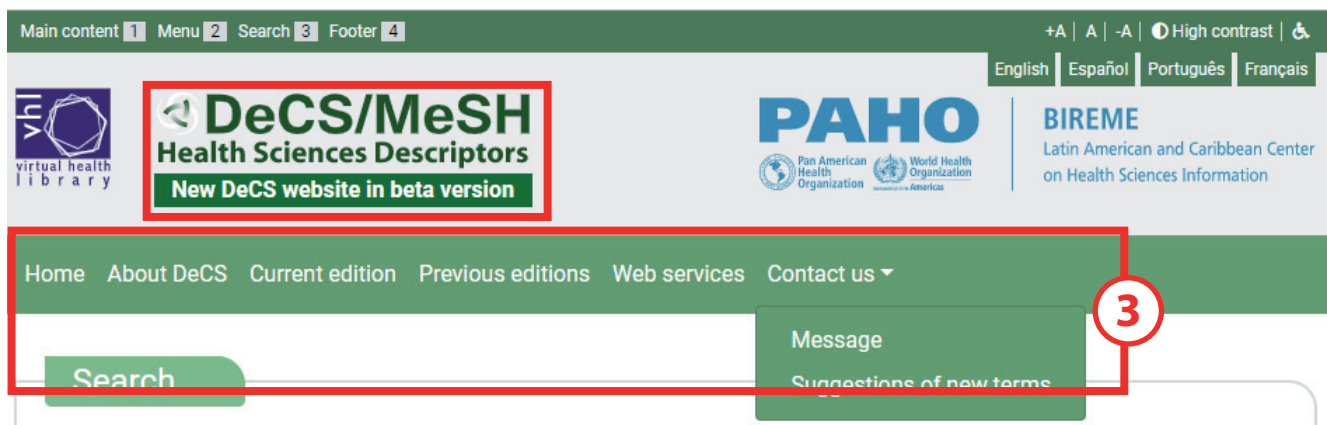 Main content 1 Menu 2 Search 3 Footer 4
+A | A | -A | High contrast |
English Español Português Français
vhl
virtual health
library
DeCS/MeSH
Health Sciences Descriptors
New DeCS website in beta version
PAHO
Pan American
Health
Organization
World Health
Organization
Americas
BIREME
Latin American and Caribbean Center
on Health Sciences Information
Home About DeCS Current edition Previous editions Web services Contact us
3
Message
Suggestions of new terms
Search